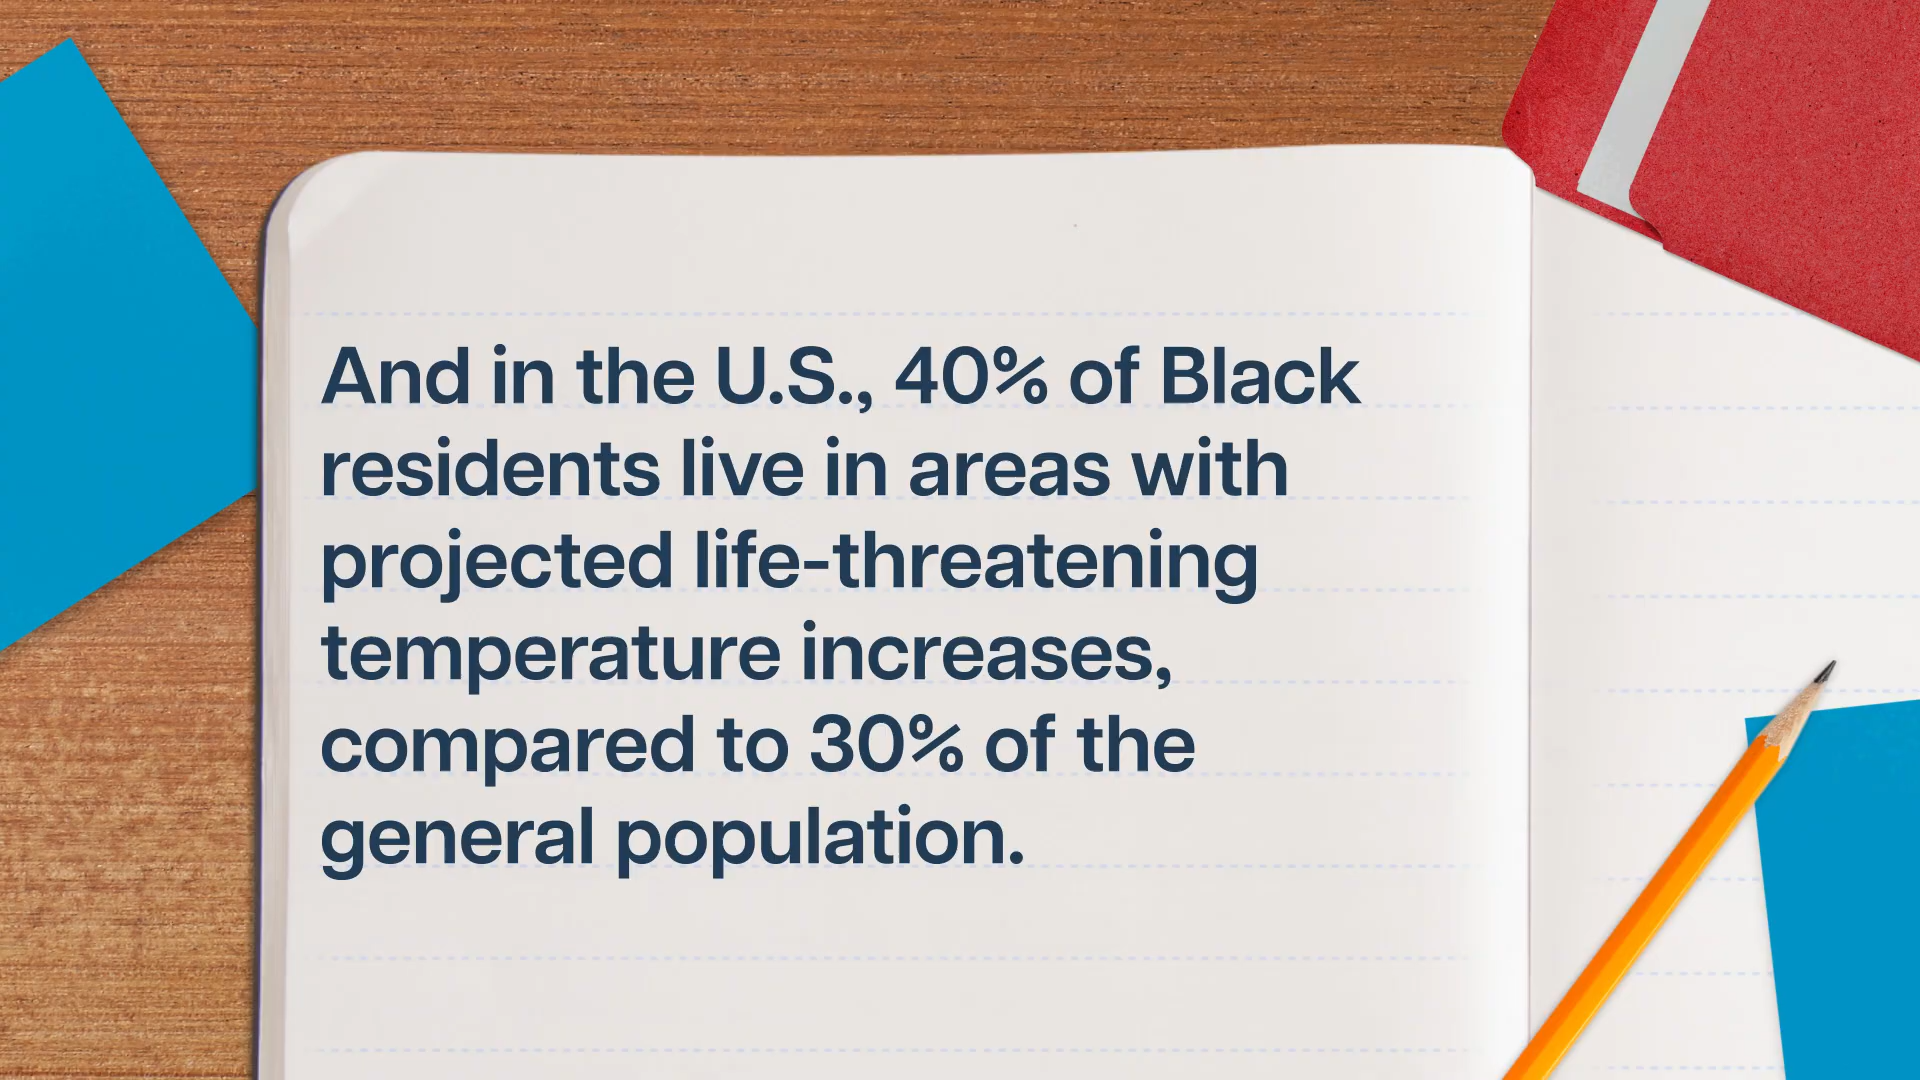 And in the U.S., 40% of Black
residents live in areas with
projected life-threatening
temperature increases,
compared to 30% of the
general population.